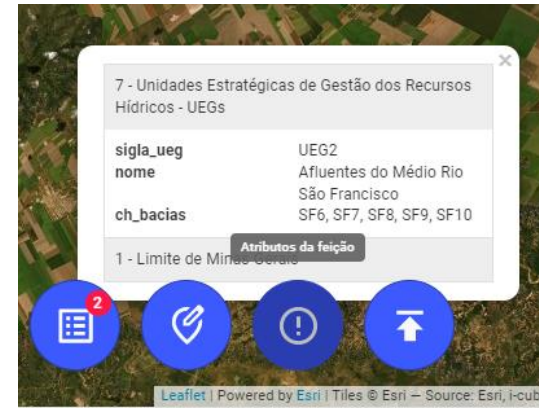 ×
7 - Unidades Estratégicas de Gestão dos Recursos
Hídricos - UEGs
sigla_ueg UEG2
nome Afluentes do Médio Rio
São Francisco
ch_bacias SF6, SF7, SF8, SF9, SF10
Atributos da feição
1 - Limite de Minas Gerais
2
Leaflet | Powered by Esri | Tiles © Esri — Source: Esri, i-cub